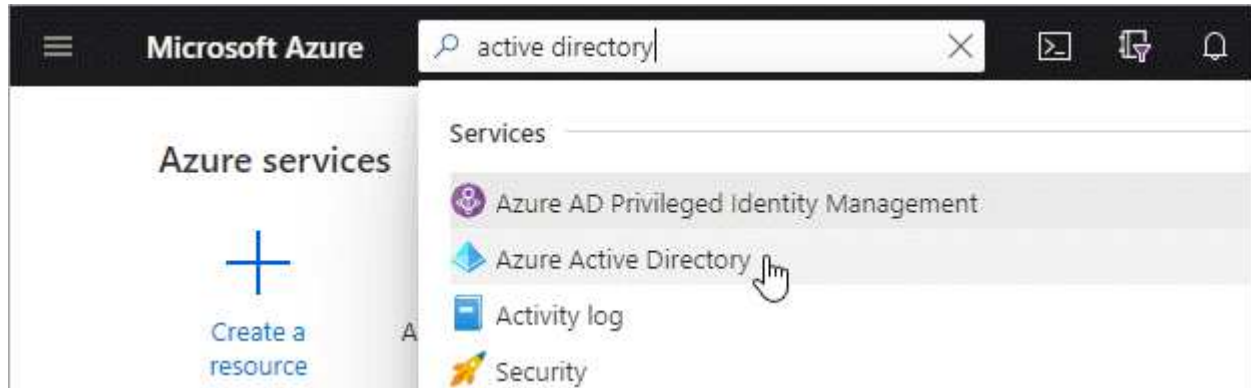 Microsoft Azure
active directory
Azure services
Create a
resource
A
Services
Azure AD Privileged Identity Management
Azure Active Directory
Activity log
Security